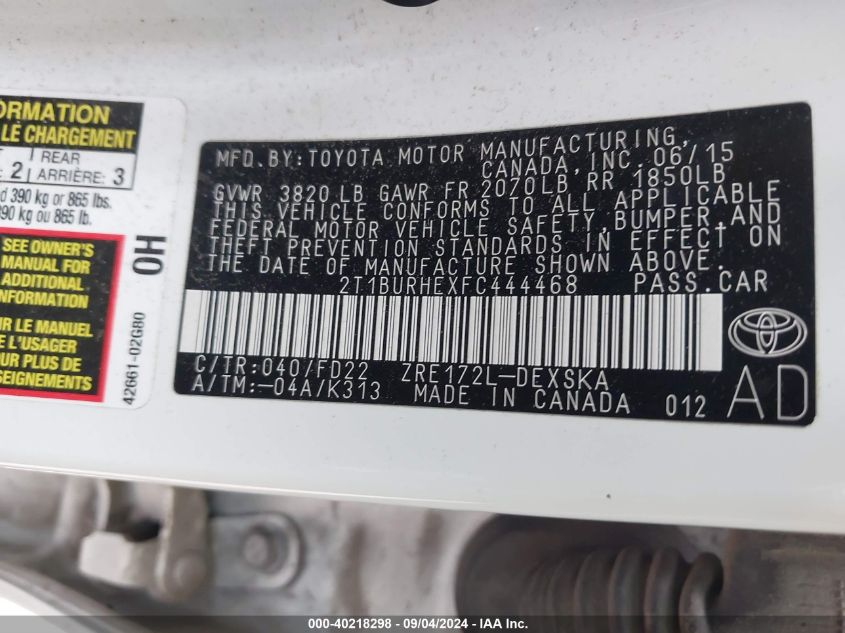 ORMATION
LE CHARGEMENT
REAR
2 ARRIÈRE: 3
d 390 kg or 865 lbs.
390 kg ou 865 lb.
SEE OWNER'S
MANUAL FOR
ADDITIONAL
INFORMATION
R LE MANUEL
E L'USAGER
POUR PLUS DE
RENSEIGNEMENTS
OH
42661-02G80
MFD. BY: TOYOTA MOTOR MANUFACTURING,
CANADA, INC. 06/15
GVWR 3820 LB GAWR FR 2070LB RR 1850LB
THIS VEHICLE CONFORMS TO ALL APPLICABLE
FEDERAL MOTOR VEHICLE SAFETY, BUMPER, AND
THEFT PREVENTION STANDARDS IN EFFECT ON
THE DATE OF MANUFACTURE SHOWN ABOVE.
2T1BURHEXFC444468 PASS. CAR
C/TR: 040/FD22 ZRE172L-DEXSKA
A/TM: -04A/K313 MADE IN CANADA 012
AD
000-40218298 - 09/04/2024 - IAA, Inc.